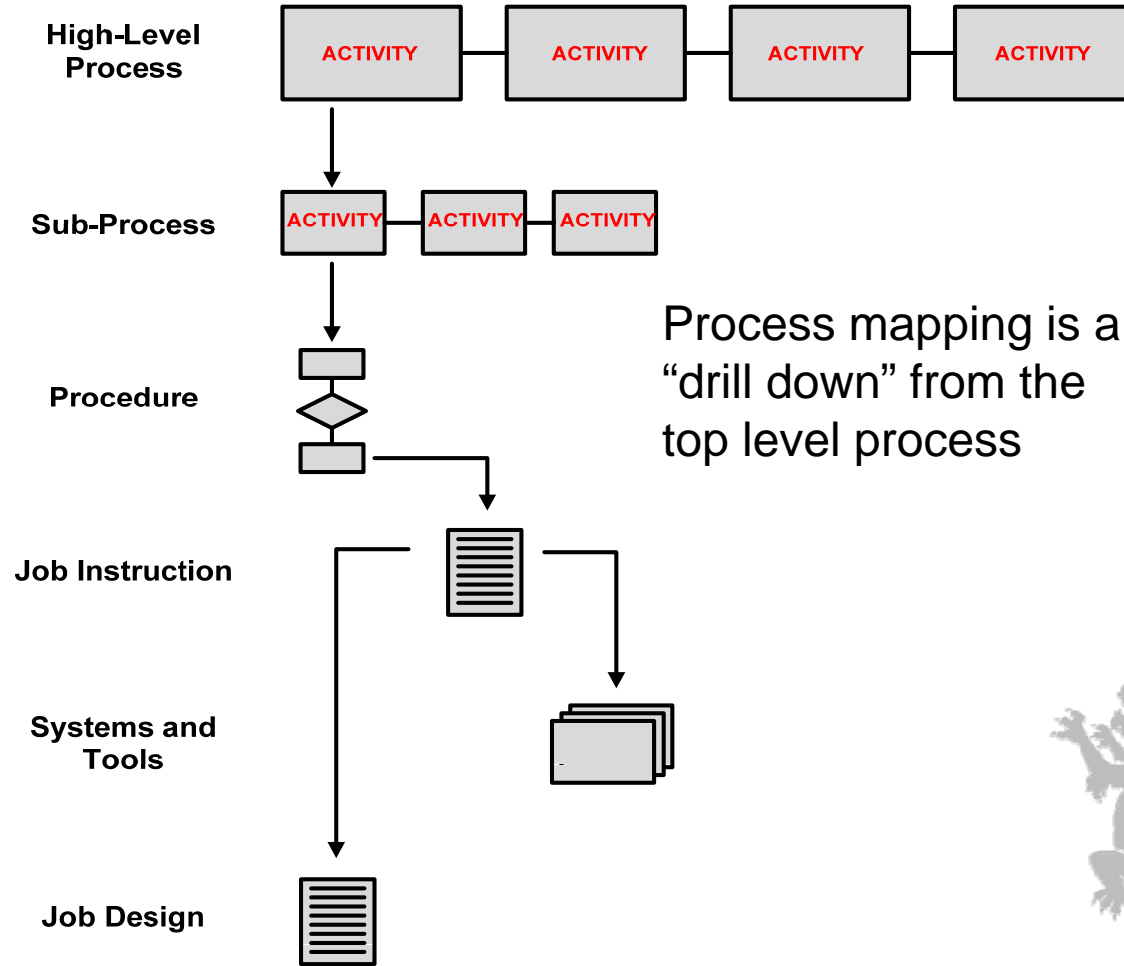 High-Level
Process
ACTIVITY ACTIVITY ACTIVITY ACTIVITY
Sub-Process
ACTIVITY ACTIVITY ACTIVITY
Process mapping is a
“drill down” from the
top level process
Procedure
Job Instruction
Systems and
Tools
Job Design